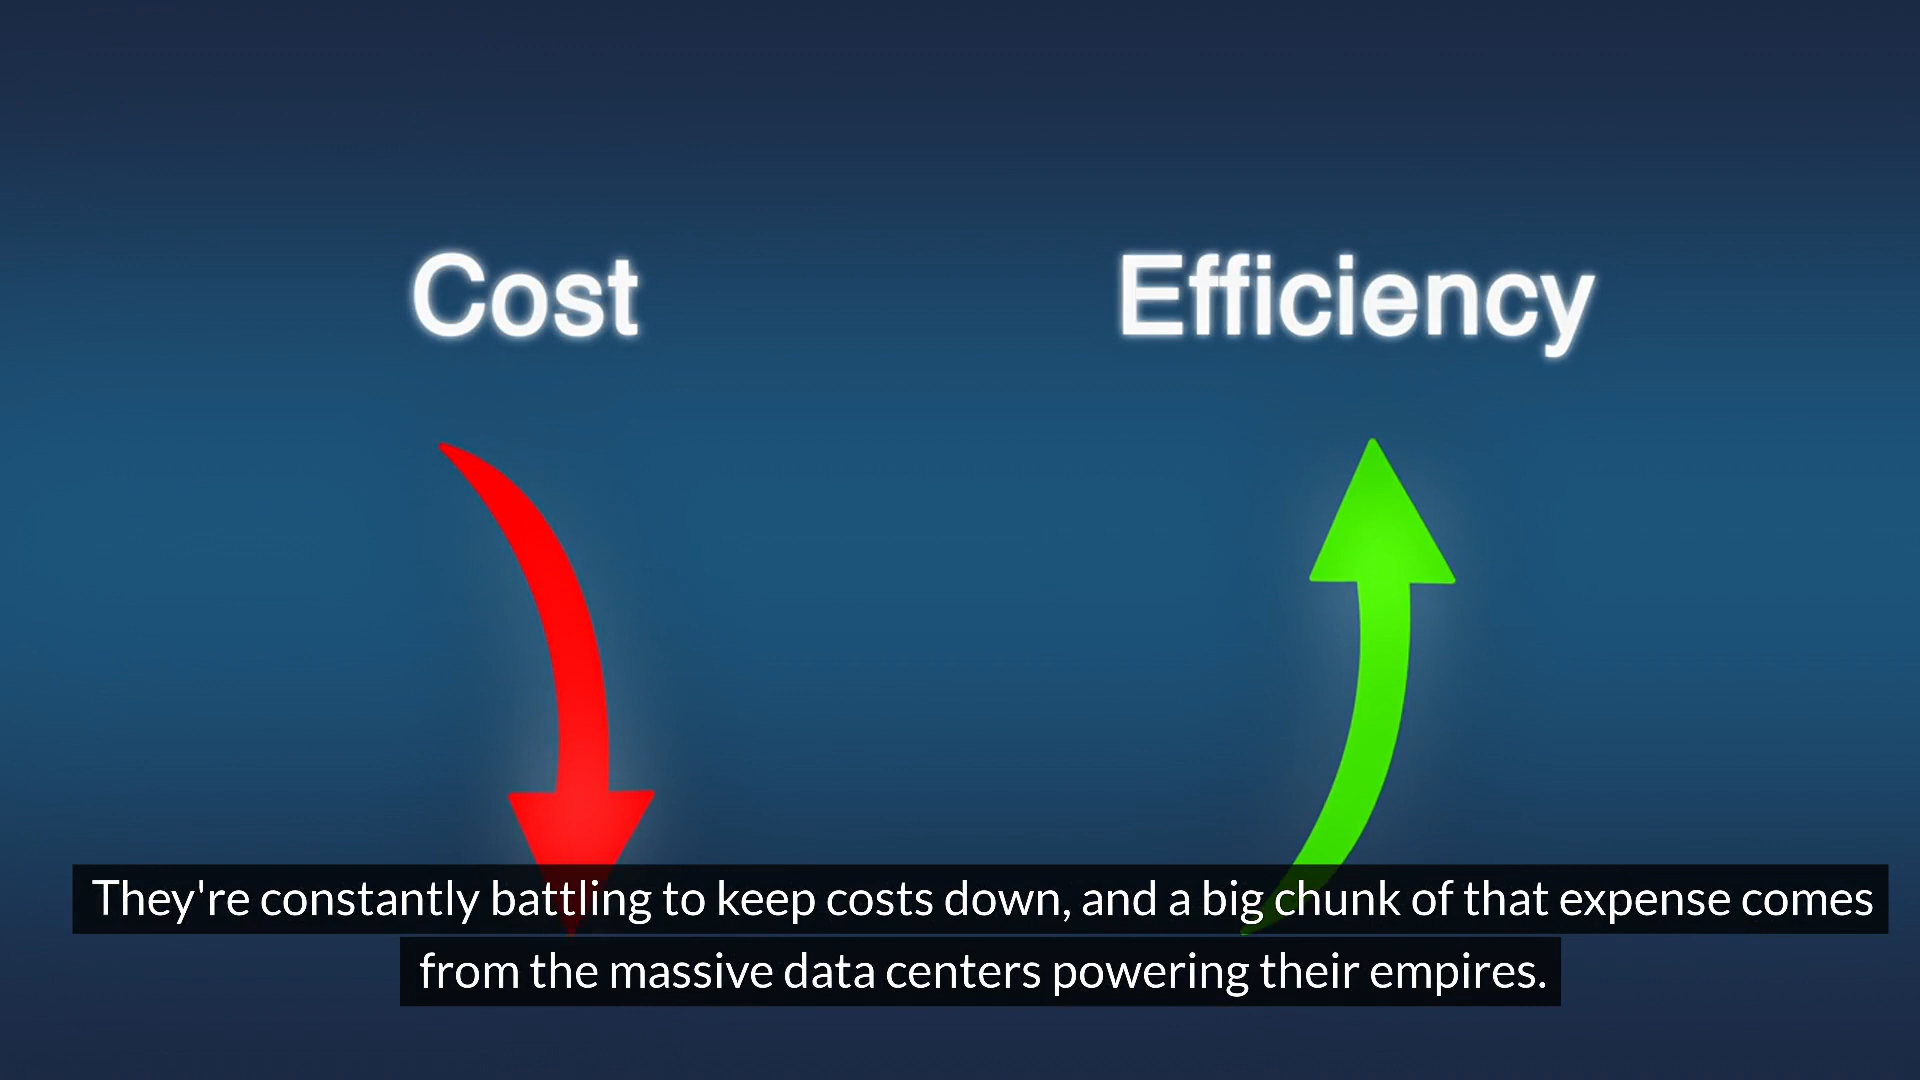 Cost
Efficiency
They're constantly battling to keep costs down, and a big chunk of that expense comes
from the massive data centers powering their empires.